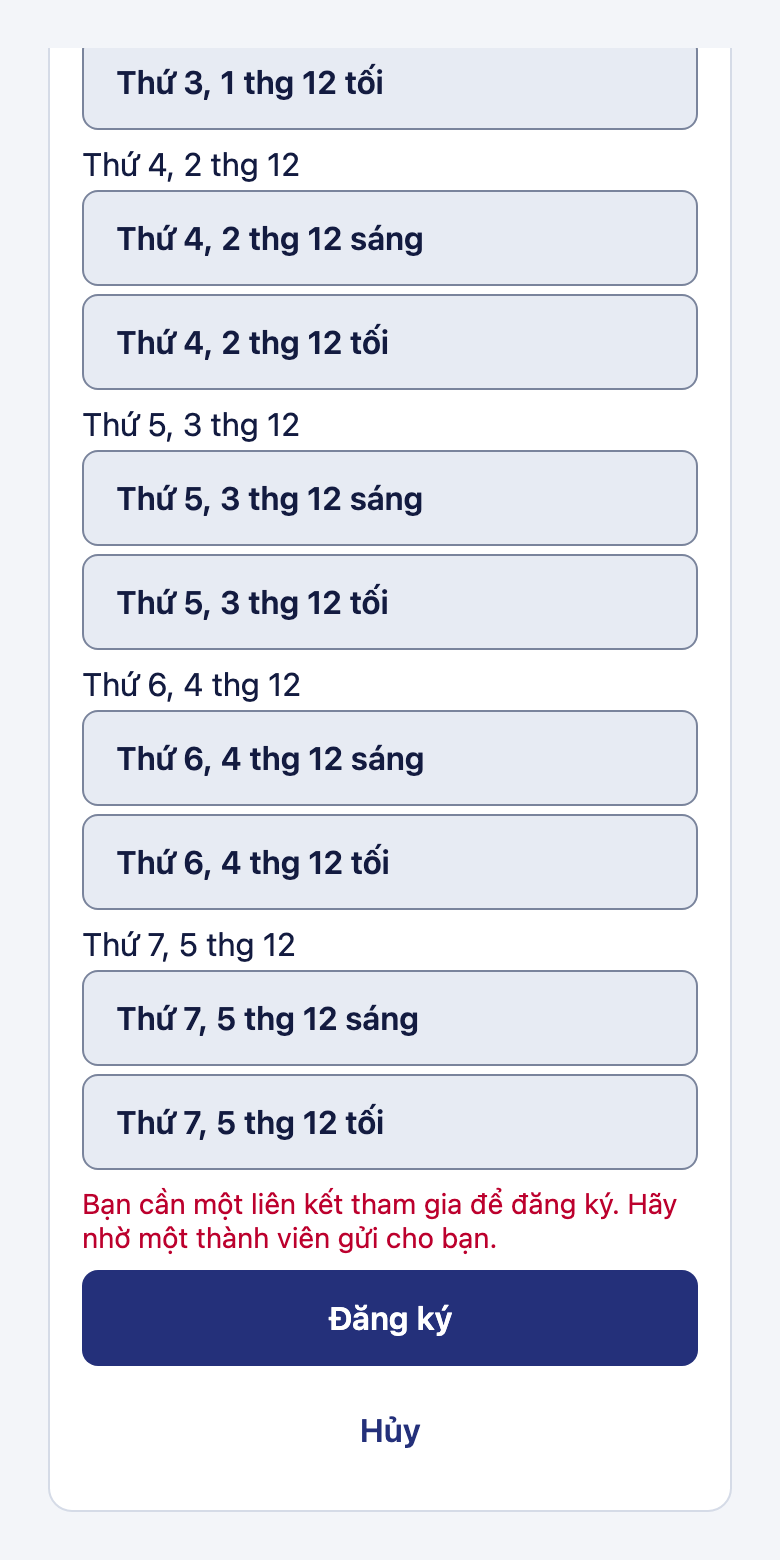 Thứ 3, 1 thg 12 tối
Thứ 4, 2 thg 12
Thứ 4, 2 thg 12 sáng
Thứ 4, 2 thg 12 tối
Thứ 5, 3 thg 12
Thứ 5, 3 thg 12 sáng
Thứ 5, 3 thg 12 tối
Thứ 6, 4 thg 12
Thứ 6, 4 thg 12 sáng
Thứ 6, 4 thg 12 tối
Thứ 7, 5 thg 12
Thứ 7, 5 thg 12 sáng
Thứ 7, 5 thg 12 tối
Bạn cần một liên kết tham gia để đăng ký. Hãy
nhờ một thành viên gửi cho bạn.
Đăng ký
Hủy